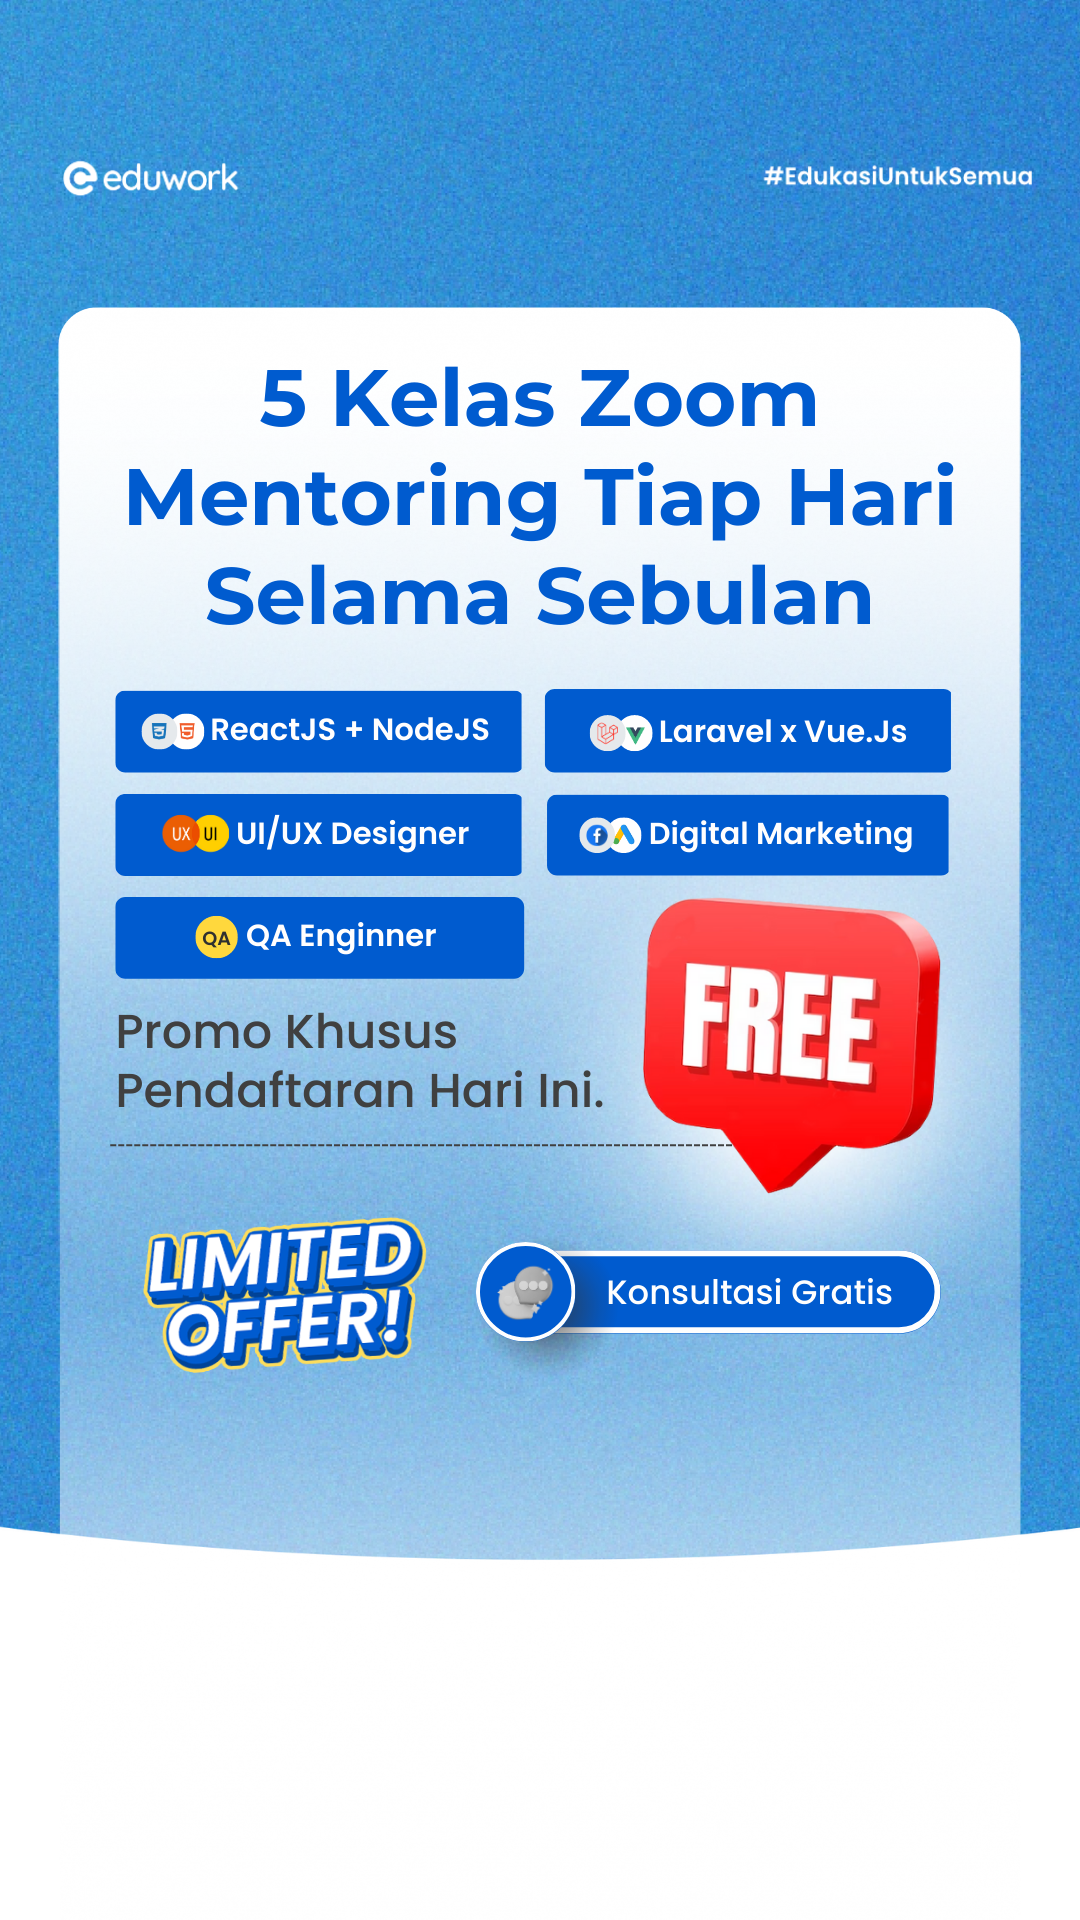 eduwork
#EdukasiUntukSemua
5 Kelas Zoom
Mentoring Tiap Hari
Selama Sebulan
ReactJS + NodeJS
Laravel x Vue.Js
UX UI UI/UX Designer
Digital Marketing
QA QA Enginner
FREE
Promo Khusus
Pendaftaran Hari Ini.
LIMITED
OFFER!
Konsultasi Gratis